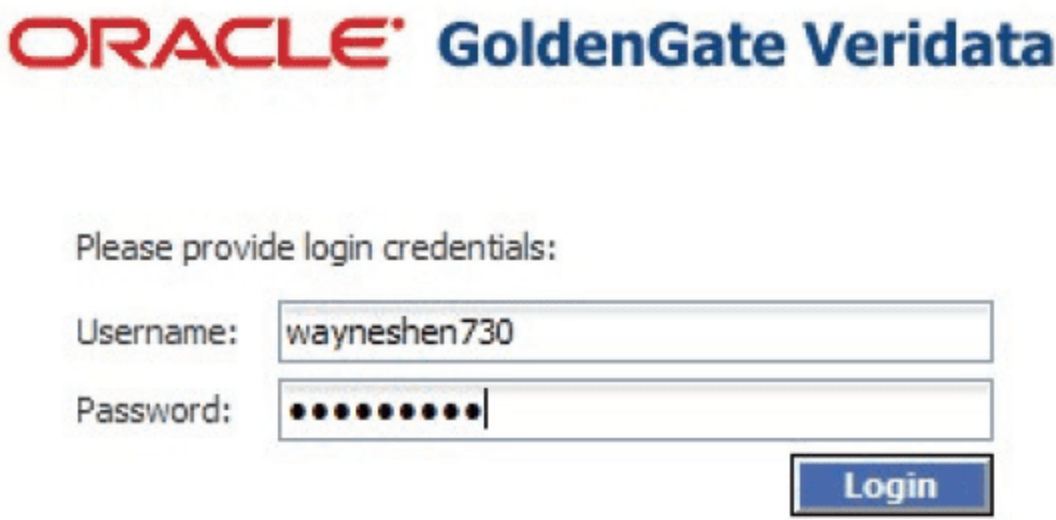 ORACLE GoldenGate Veridata
Please provide login credentials:
Username: wayneshen730
Password: ●●●●●●●●●
Login